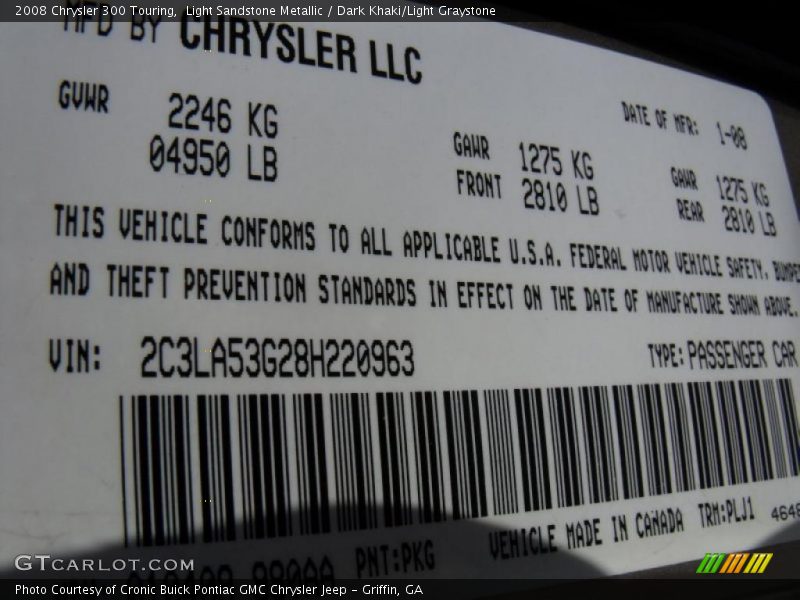 2008 Chrysler 300 Touring,  Light Sandstone Metallic / Dark Khaki/Light Graystone
MFD BY CHRYSLER LLC
GVWR 2246 KG
04950 LB
GAWR FRONT 1275 KG
2810 LB
DATE OF MFR: 1-08
GAWR REAR 1275 KG
2810 LB
THIS VEHICLE CONFORMS TO ALL APPLICABLE U.S.A. FEDERAL MOTOR VEHICLE SAFETY, BUMPE
AND THEFT PREVENTION STANDARDS IN EFFECT ON THE DATE OF MANUFACTURE SHOWN ABOVE.
VIN: 2C3LA53G28H220963 TYPE: PASSENGER CAR
PNT:PKG VEHICLE MADE IN CANADA TRM:PLJ1 4648
GTCARLOT.COM
Photo Courtesy of Cronic Buick Pontiac GMC Chrysler Jeep - Griffin, GA